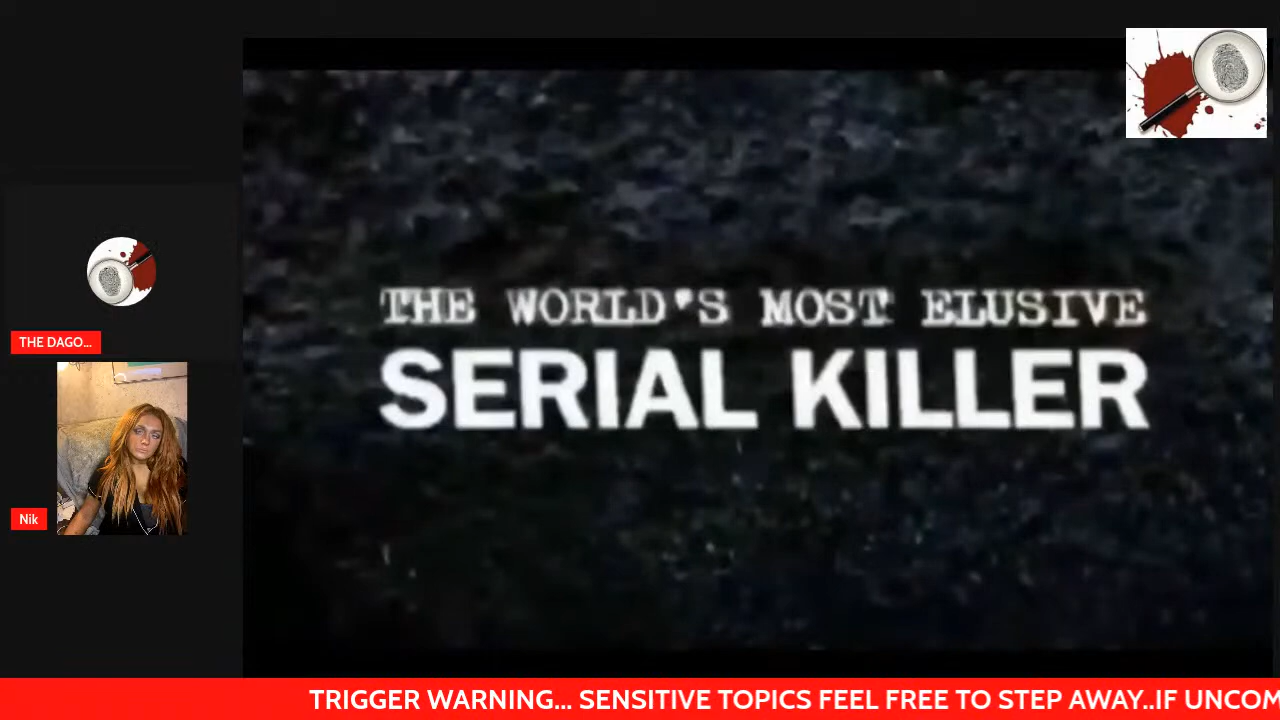 THE WORLD'S MOST ELUSIVE
SERIAL KILLER
THE DAGO...
Nik
TRIGGER WARNING... SENSITIVE TOPICS FEEL FREE TO STEP AWAY..IF UNCOM